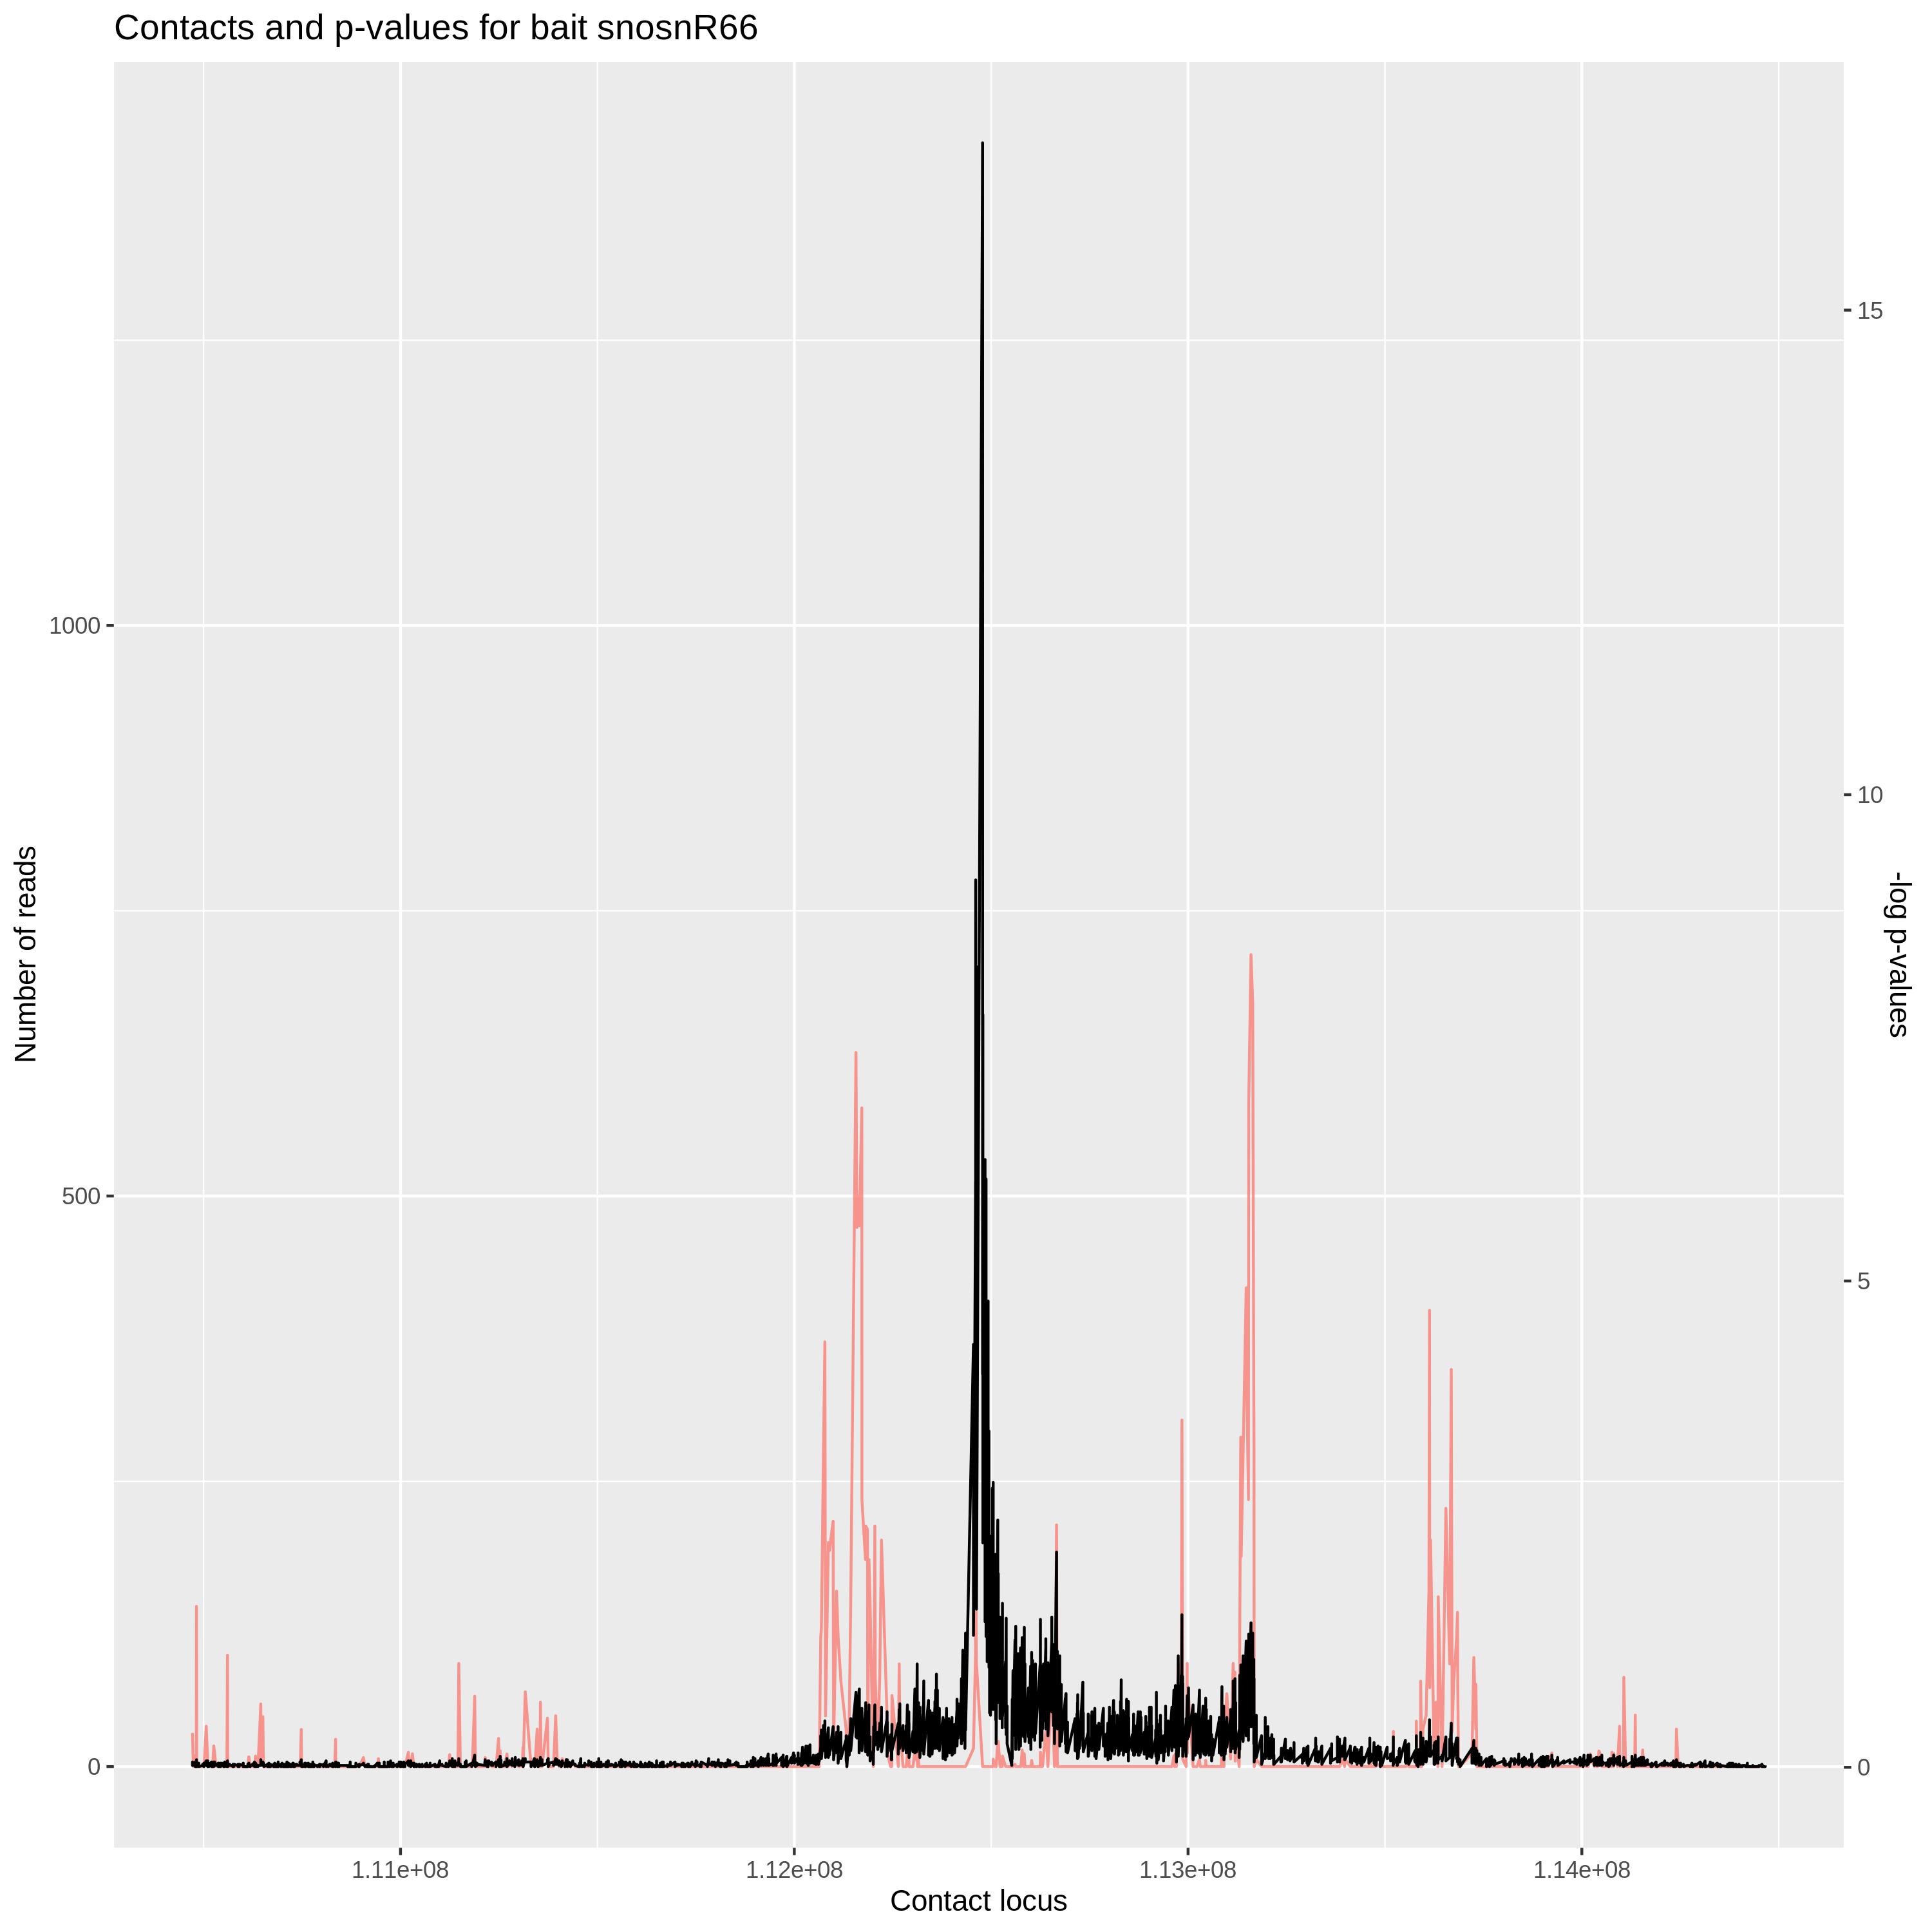 Contacts and p-values for bait snosnR66
Number of reads
1000
500
0
15
10
5
0
-log p-values
1.11e+08
1.12e+08
1.13e+08
1.14e+08
Contact locus